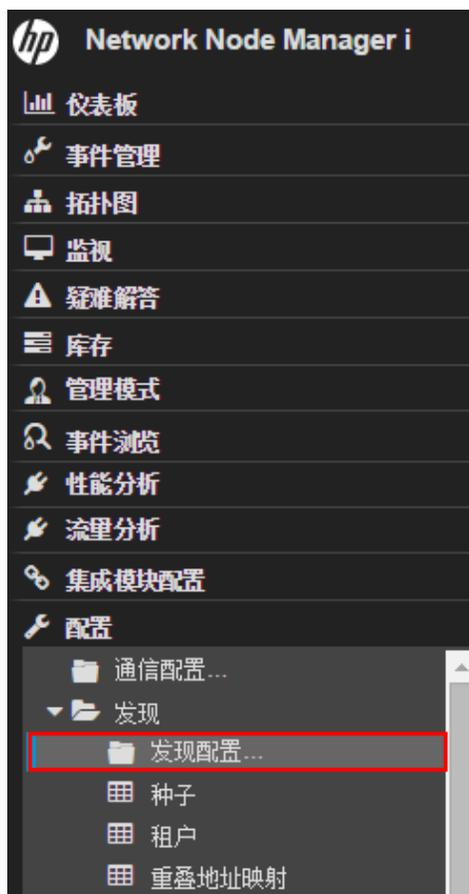 hp Network Node Manager i
仪表板
事件管理
拓扑图
监视
疑难解答
库存
管理模式
事件浏览
性能分析
流量分析
集成模块配置
配置
通信配置...
发现
发现配置...
种子
租户
重叠地址映射